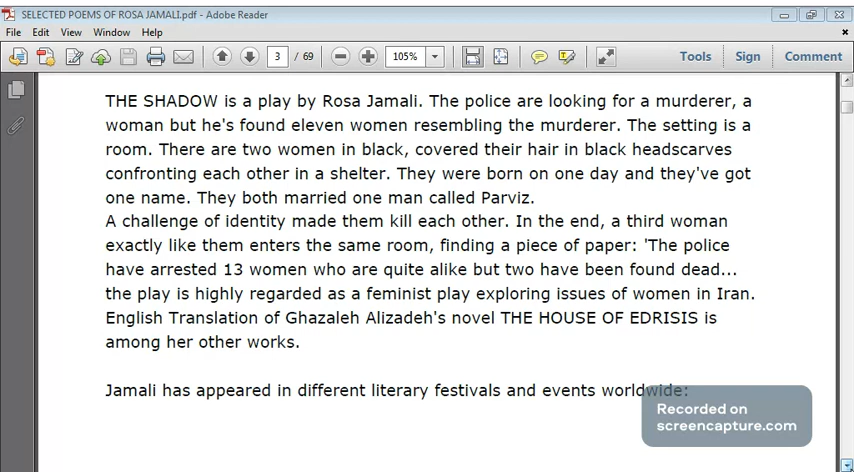 SELECTED POEMS OF ROSA JAMALI.pdf - Adobe Reader
File Edit View Window Help
3 / 69 105% Tools Sign Comment
THE SHADOW is a play by Rosa Jamali. The police are looking for a murderer, a
woman but he's found eleven women resembling the murderer. The setting is a
room. There are two women in black, covered their hair in black headscarves
confronting each other in a shelter. They were born on one day and they've got
one name. They both married one man called Parviz.
A challenge of identity made them kill each other. In the end, a third woman
exactly like them enters the same room, finding a piece of paper: 'The police
have arrested 13 women who are quite alike but two have been found dead...
the play is highly regarded as a feminist play exploring issues of women in Iran.
English Translation of Ghazaleh Alizadeh's novel THE HOUSE OF EDRISIS is
among her other works.
Jamali has appeared in different literary festivals and events worldwide:
Recorded on
screencapture.com